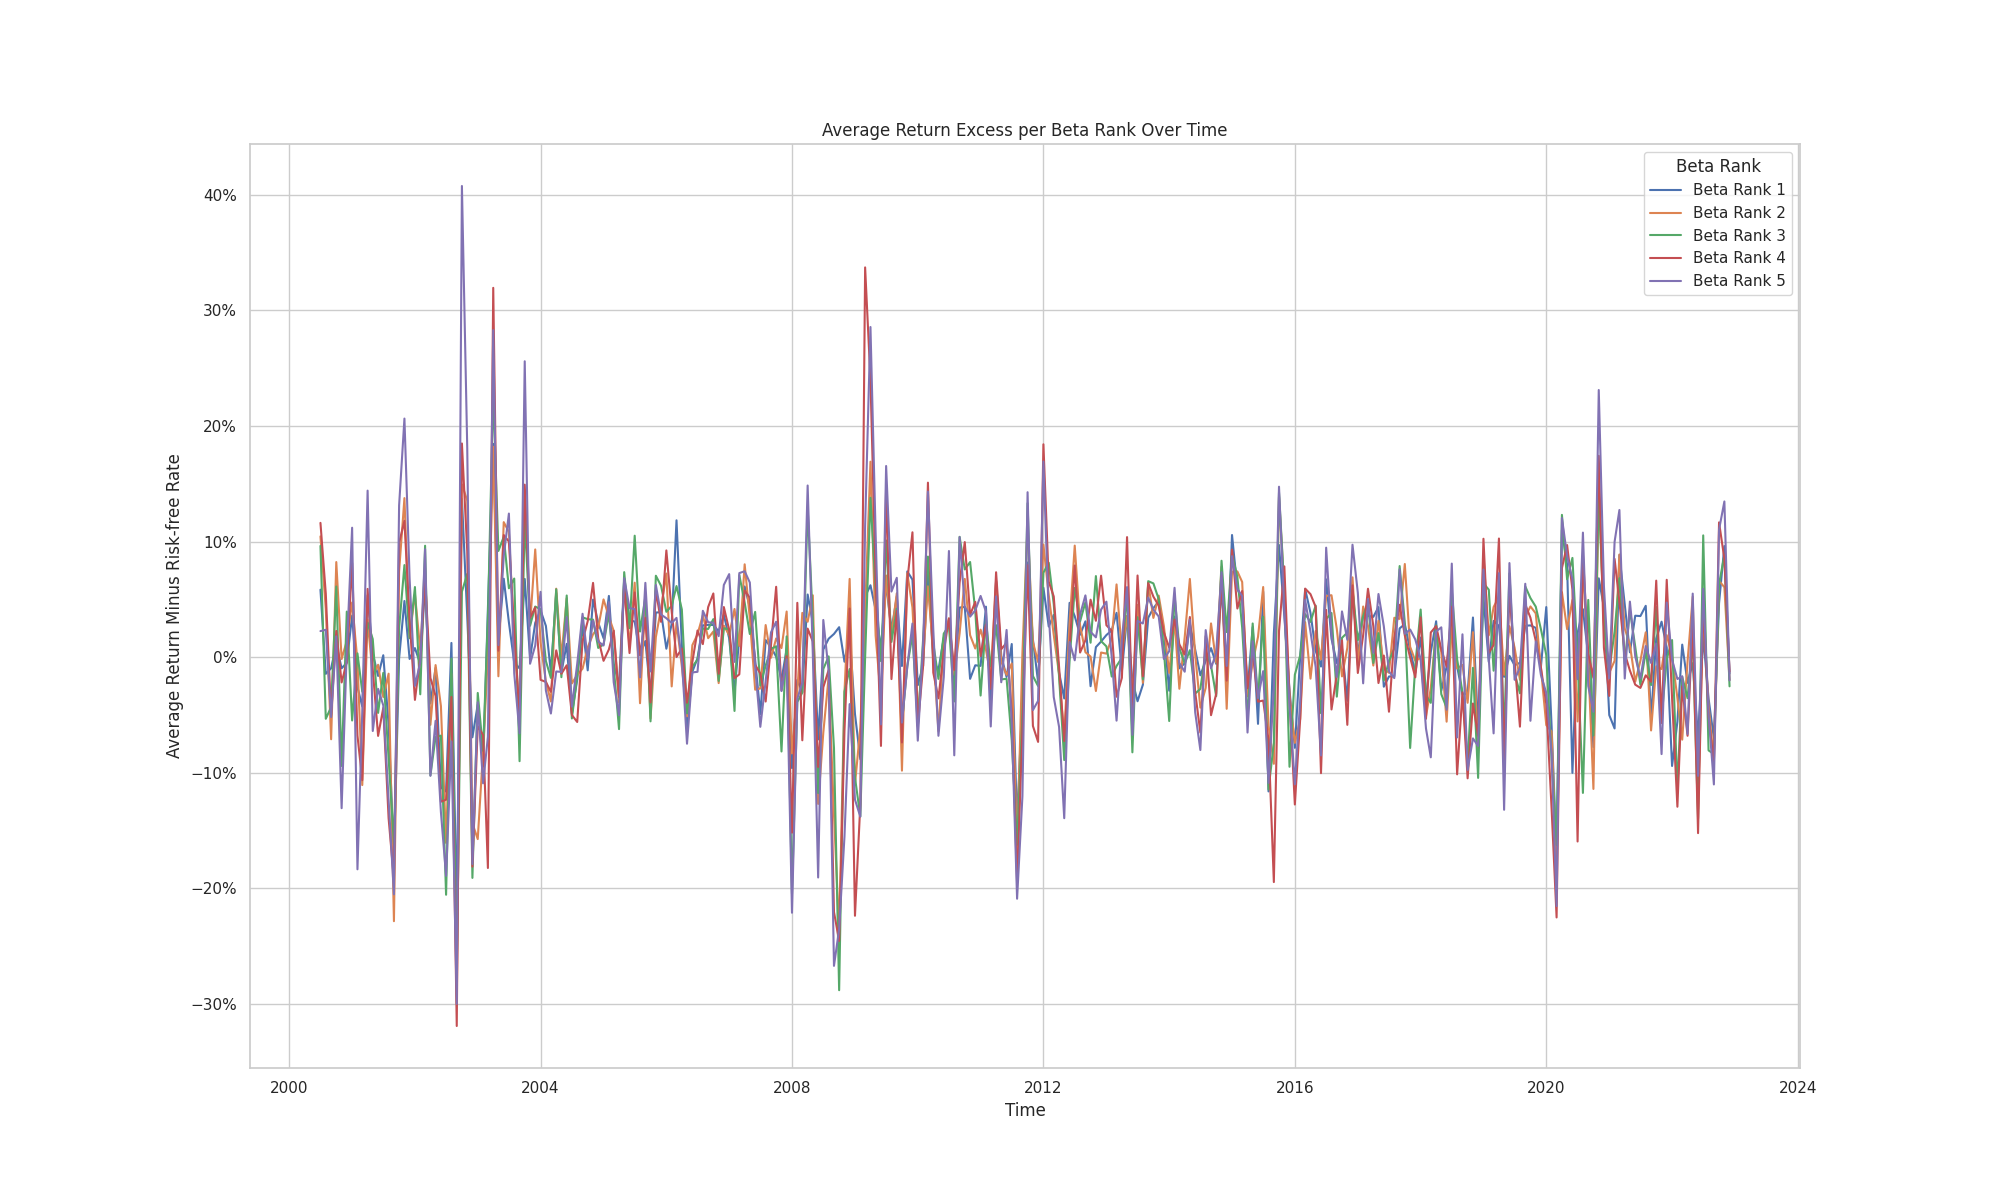 Average Return Excess per Beta Rank Over Time
Beta Rank
Beta Rank 1
Beta Rank 2
Beta Rank 3
Beta Rank 4
Beta Rank 5
Average Return Minus Risk-free Rate
40%
30%
20%
10%
0%
−10%
−20%
−30%
2000
2004
2008
2012
2016
2020
2024
Time